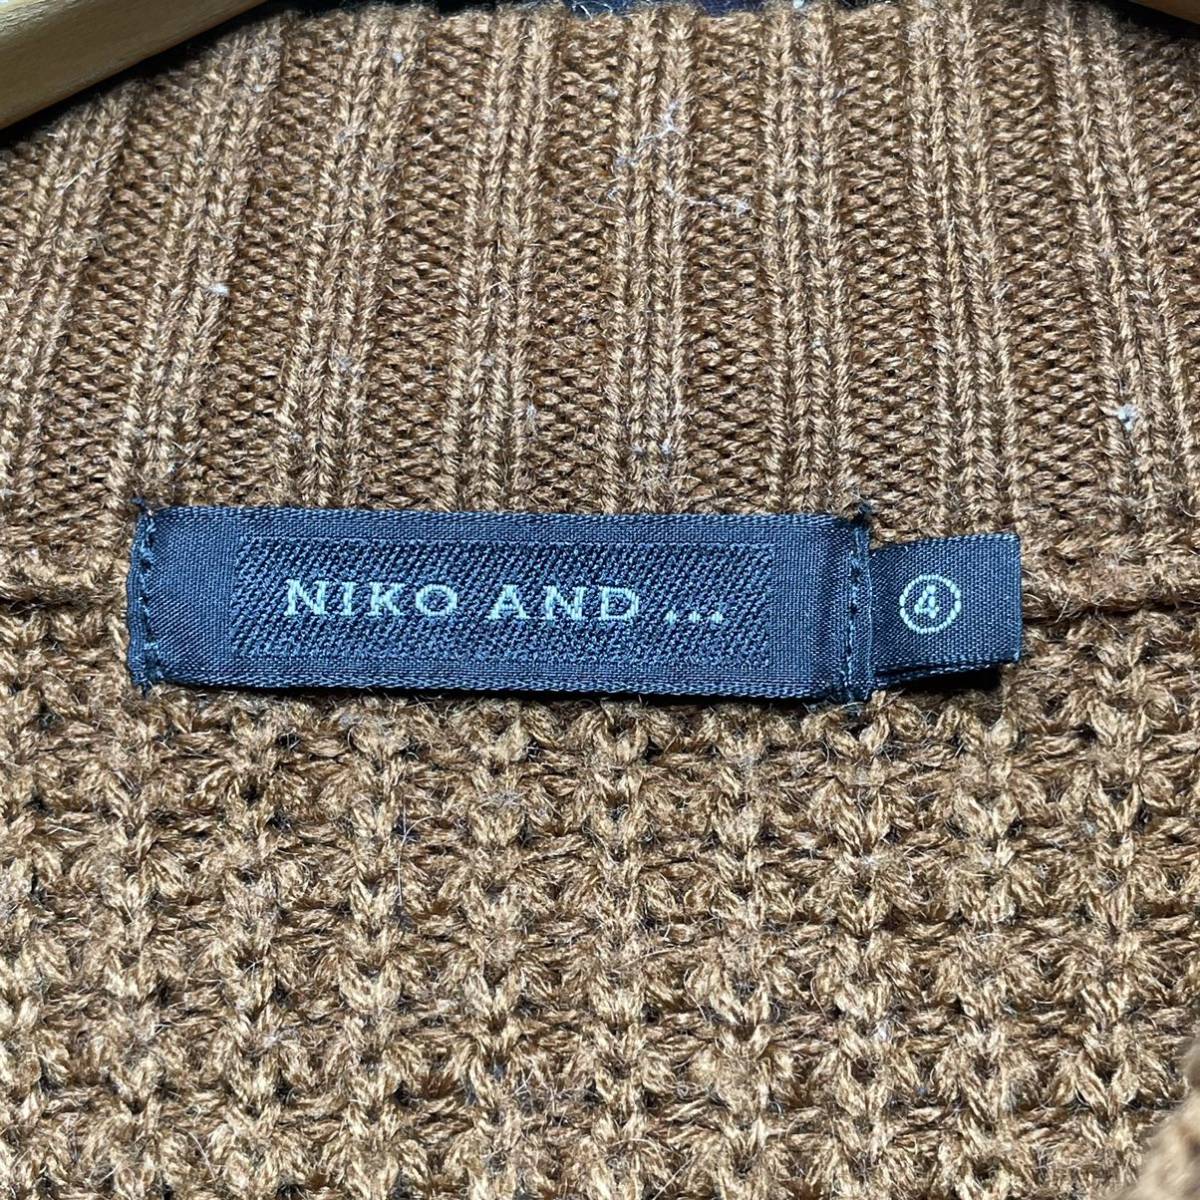 NIKO AND ...
④